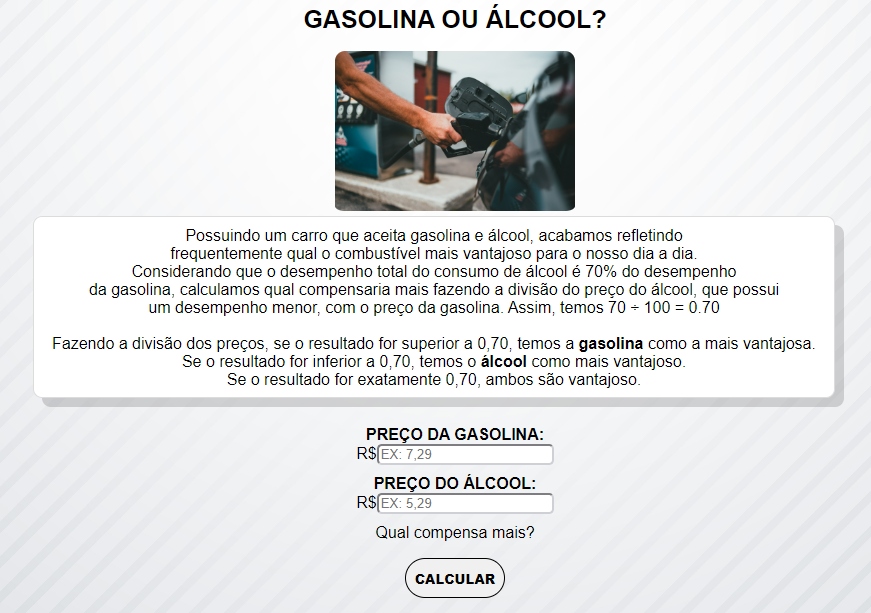 GASOLINA OU ÁLCOOL?
Possuindo um carro que aceita gasolina e álcool, acabamos refletindo
frequentemente qual o combustível mais vantajoso para o nosso dia a dia.
Considerando que o desempenho total do consumo de álcool é 70% do desempenho
da gasolina, calculamos qual compensaria mais fazendo a divisão do preço do álcool, que possui
um desempenho menor, com o preço da gasolina. Assim, temos 70 ÷ 100 = 0.70
Fazendo a divisão dos preços, se o resultado for superior a 0,70, temos a gasolina como a mais vantajosa.
Se o resultado for inferior a 0,70, temos o álcool como mais vantajoso.
Se o resultado for exatamente 0,70, ambos são vantajoso.
PREÇO DA GASOLINA:
R$ EX: 7,29
PREÇO DO ÁLCOOL:
R$ EX: 5,29
Qual compensa mais?
CALCULAR